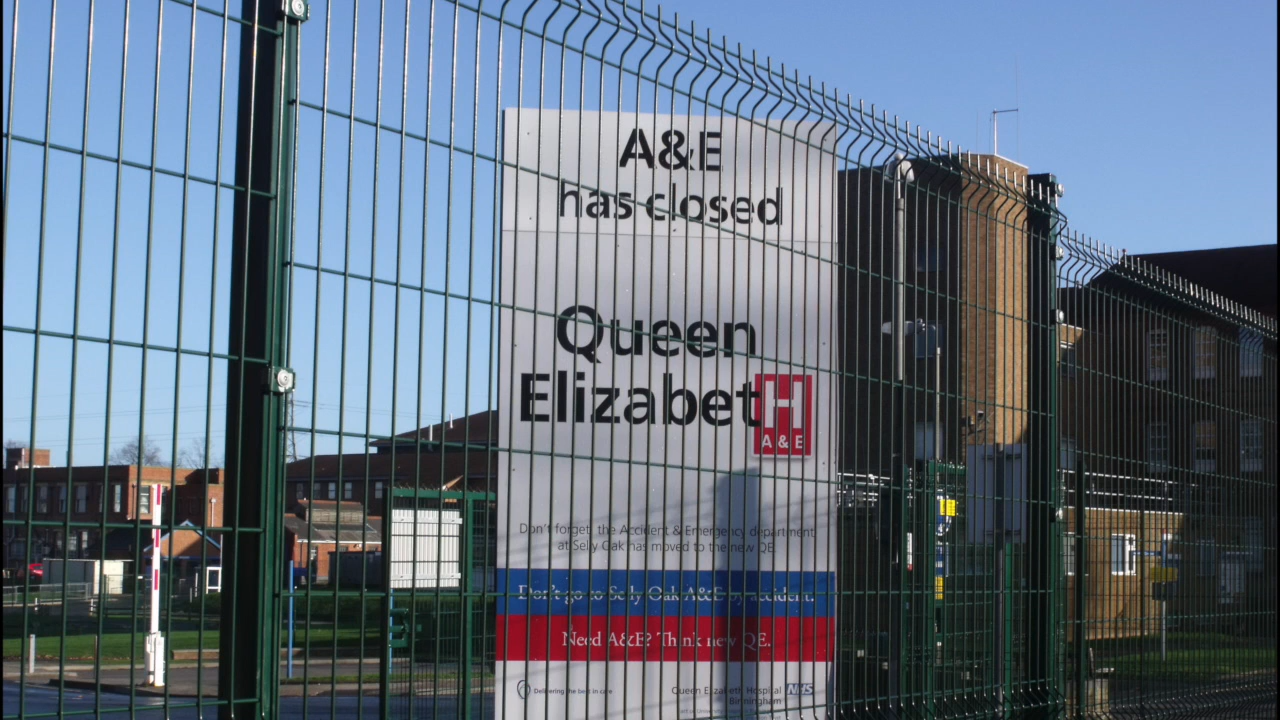 A&E
has closed
Queen
ElizabetH
A & E
Don't forget, the Accident & Emergency department
at Selly Oak has moved to the new QE.
Don't go to Selly Oak A&E by accident.
Need A&E? Think new QE.
Delivering the best in care
Queen Elizabeth Hospital NHS
Birmingham